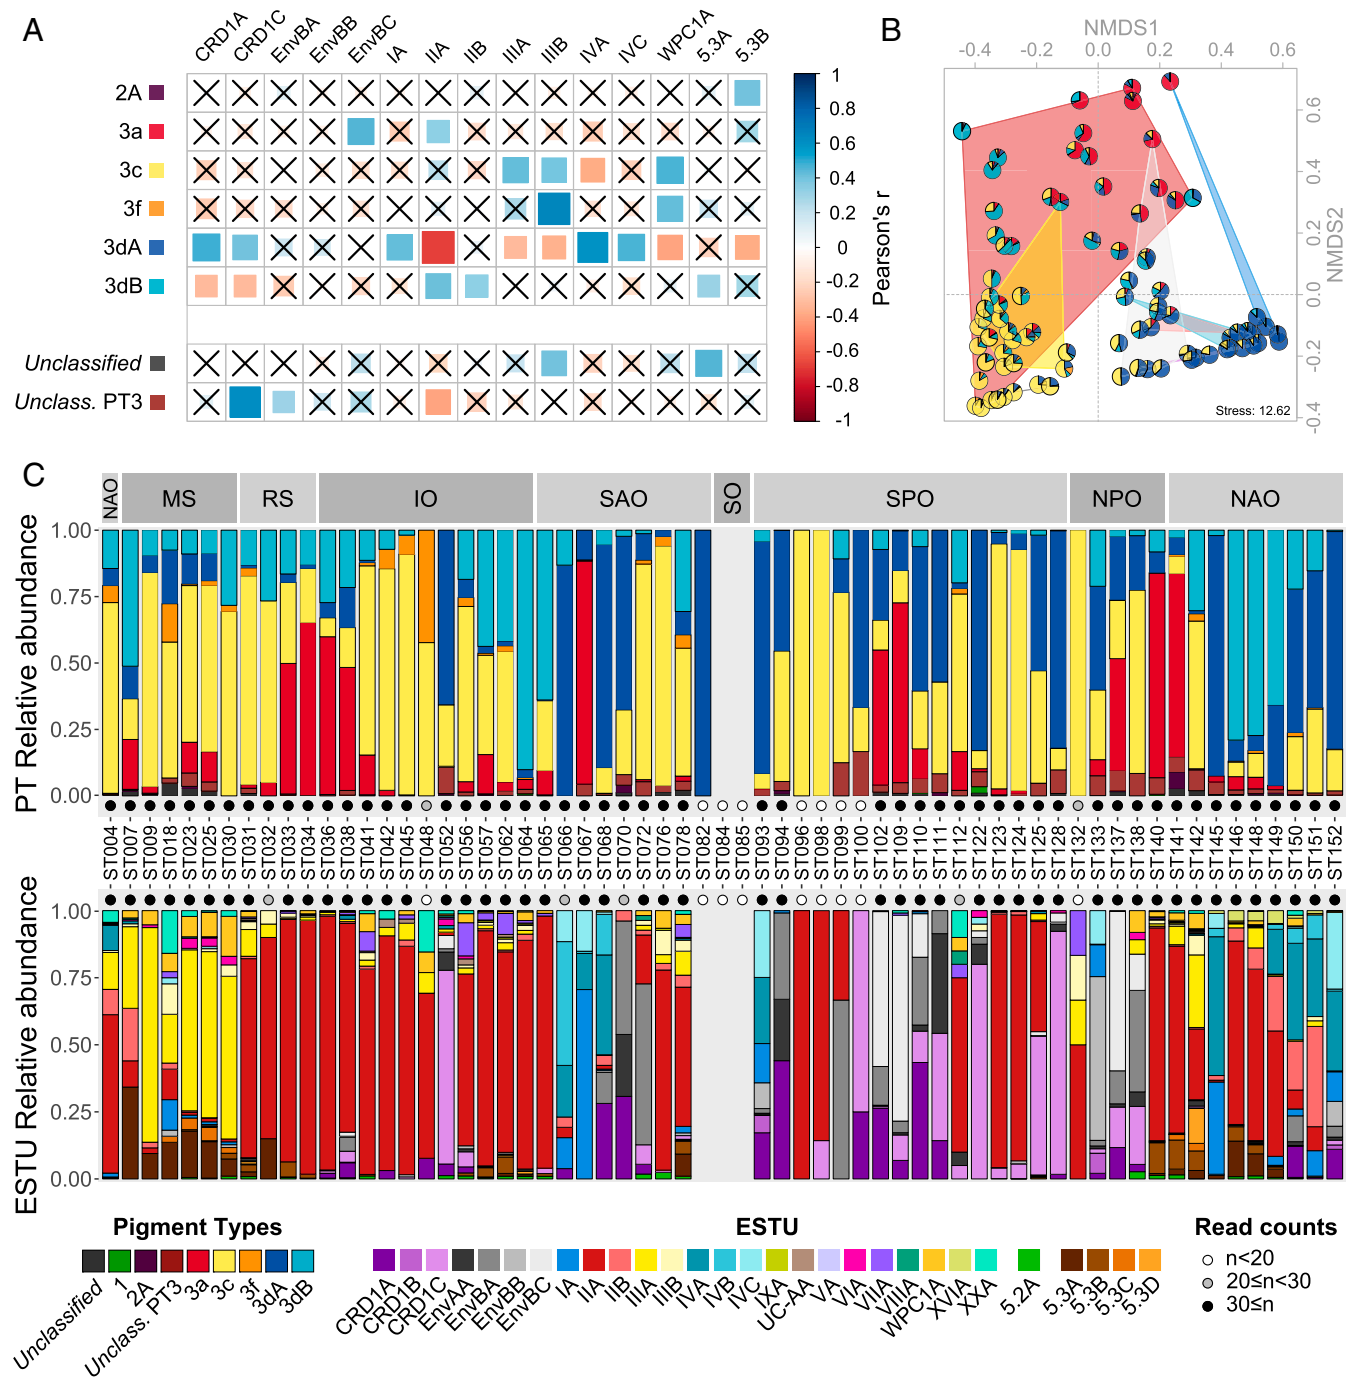 A
CRD1A CRD1C EnvBA EnvBB EnvBC IA IIA IIB IIIA IIIB IVA IVC WPC1A 5.3A 5.3B
2A
3a
3c
3f
3dA
3dB
Unclassified
Unclass. PT3
1
0.8
0.6
0.4
0.2
0
-0.2
-0.4
-0.6
-0.8
-1
Pearson's r
B
NMDS1
-0.4 -0.2 0.0 0.2 0.4 0.6
0.6
0.4
0.2
0.0
-0.2
-0.4
NMDS2
Stress: 12.62
C
NAO MS RS IO SAO SO SPO NPO NAO
PT Relative abundance
1.00
0.75
0.50
0.25
0.00
ST004 ST007 ST009 ST018 ST023 ST025 ST030 ST031 ST032 ST033 ST034 ST036 ST038 ST041 ST042 ST045 ST048 ST052 ST056 ST057 ST062 ST064 ST065 ST066 ST067 ST068 ST070 ST072 ST076 ST078 ST082 ST084 ST085 ST093 ST094 ST096 ST098 ST099 ST100 ST102 ST109 ST110 ST111 ST112 ST122 ST123 ST124 ST125 ST128 ST132 ST133 ST137 ST138 ST140 ST141 ST142 ST145 ST146 ST148 ST149 ST150 ST151 ST152
ESTU Relative abundance
1.00
0.75
0.50
0.25
0.00
Pigment Types
Unclassified 1 2A Unclass. PT3 3a 3c 3f 3dA 3dB
ESTU
CRD1A CRD1B CRD1C EnvAA EnvBA EnvBB EnvBC IA IIA IIB IIIA IIIB IVA IVB IVC IXA UC-AA VA VIA VIIA VIIIA WPC1A XVIA XXA 5.2A 5.3A 5.3B 5.3C 5.3D
Read counts
n<20
20≤n<30
30≤n